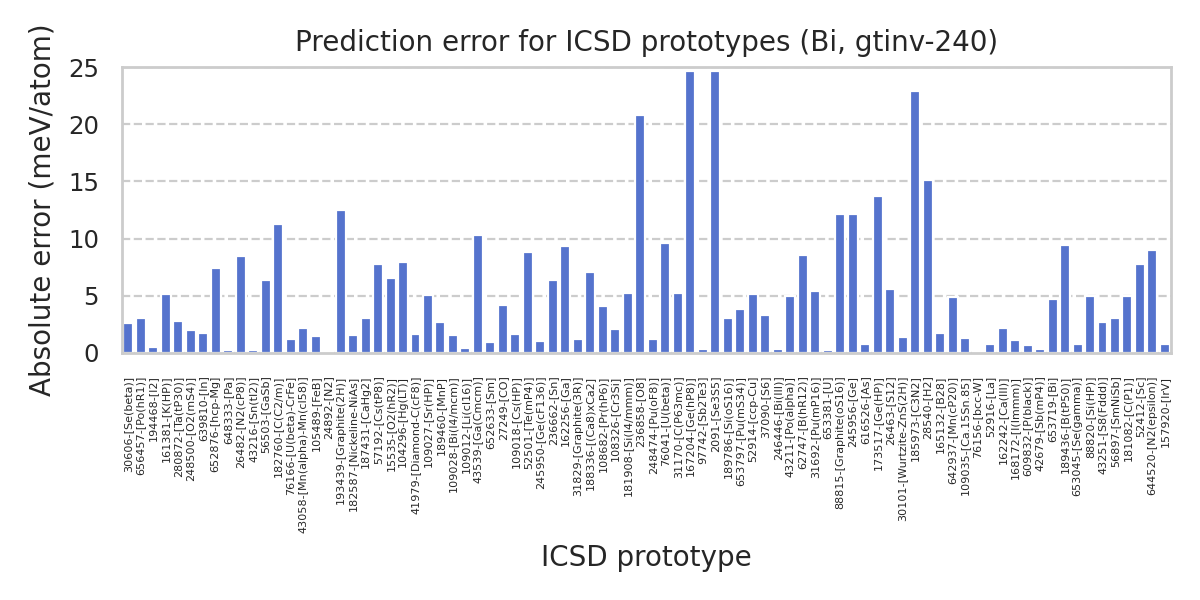 Prediction error for ICSD prototypes (Bi, gtinv-240)
Absolute error (meV/atom)
25
20
15
10
5
0
30606-[Se(beta)]
656457-[Po(hR1)]
194468-[I2]
161381-[K(HP)]
280872-[Ta(tP30)]
248500-[O2(mS4)]
639810-[In]
652876-[hcp-Mg]
648333-[Pa]
26482-[N2(cP8)]
43216-[Sn(tI2)]
56503-[GaSb]
182760-[C(C2/m)]
76166-[U(beta)-CrFe]
43058-[Mn(alpha)-Mn(cI58)]
105489-[FeB]
24892-[N2]
193439-[Graphite(2H)]
182587-[Nickeline-NiAs]
187431-[CaHg2]
57192-[Cs(tP8)]
15535-[O2(hR2)]
104296-[Hg(LT)]
41979-[Diamond-C(cF8)]
109027-[Sr(HP)]
189460-[MnP]
109028-[Bi(I4/mcm)]
109012-[Li(cI16)]
43539-[Ga(Cmcm)]
652633-[Sm]
27249-[CO]
109018-[Cs(HP)]
52501-[Te(mP4)]
245950-[Ge(cF136)]
236662-[Sn]
162256-[Ga]
31829-[Graphite(3R)]
188336-[(Ca8)xCa2]
108682-[Pr(hP6)]
108326-[Cr3Si]
181908-[Si(I4/mmm)]
236858-[O8]
248474-[Pu(oF8)]
76041-[U(beta)]
31170-[C(P63mc)]
167204-[Ge(hP8)]
97742-[Sb2Te3]
2091-[Se3S5]
189786-[Si(oS16)]
653797-[Pu(mS34)]
52914-[ccp-Cu]
37090-[S6]
246446-[Bi(III)]
43211-[Po(alpha)]
62747-[B(hR12)]
31692-[Pu(mP16)]
653381-[U]
88815-[Graphite(oS16)]
245956-[Ge]
616526-[As]
173517-[Ge(HP)]
26463-[S12]
30101-[Wurtzite-ZnS(2H)]
185973-[C3N2]
28540-[H2]
165132-[B28]
642937-[Mn(cP20)]
109035-[Ca.15Sn.85]
76156-[bcc-W]
52916-[La]
162242-[Ca(III)]
168172-[I(Immm)]
609832-[P(black)]
42679-[Sb(mP4)]
653719-[Bi]
189436-[B(tP50)]
653045-[Se(gamma)]
88820-[Si(HP)]
43251-[S8(Fddd)]
56897-[SmNiSb]
181082-[C(P1)]
52412-[Sc]
644520-[N2(epsilon)]
157920-[IrV]
ICSD prototype